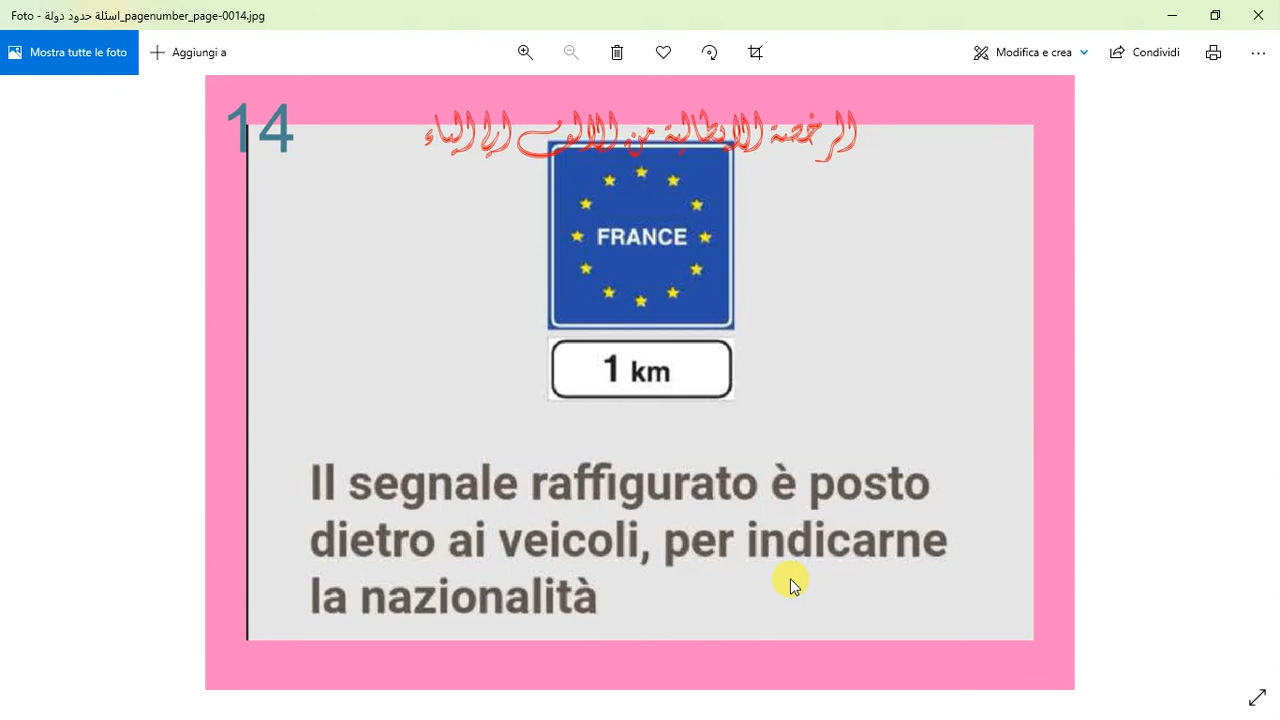 Foto - اسئلة حدود دولة_pagenumber_page-0014.jpg
Mostra tutte le foto
Aggiungi a
Modifica e crea
Condividi
14
الرخصة الايطالية من الالف الى الياء
FRANCE
1 km
Il segnale raffigurato è posto
dietro ai veicoli, per indicarne
la nazionalità